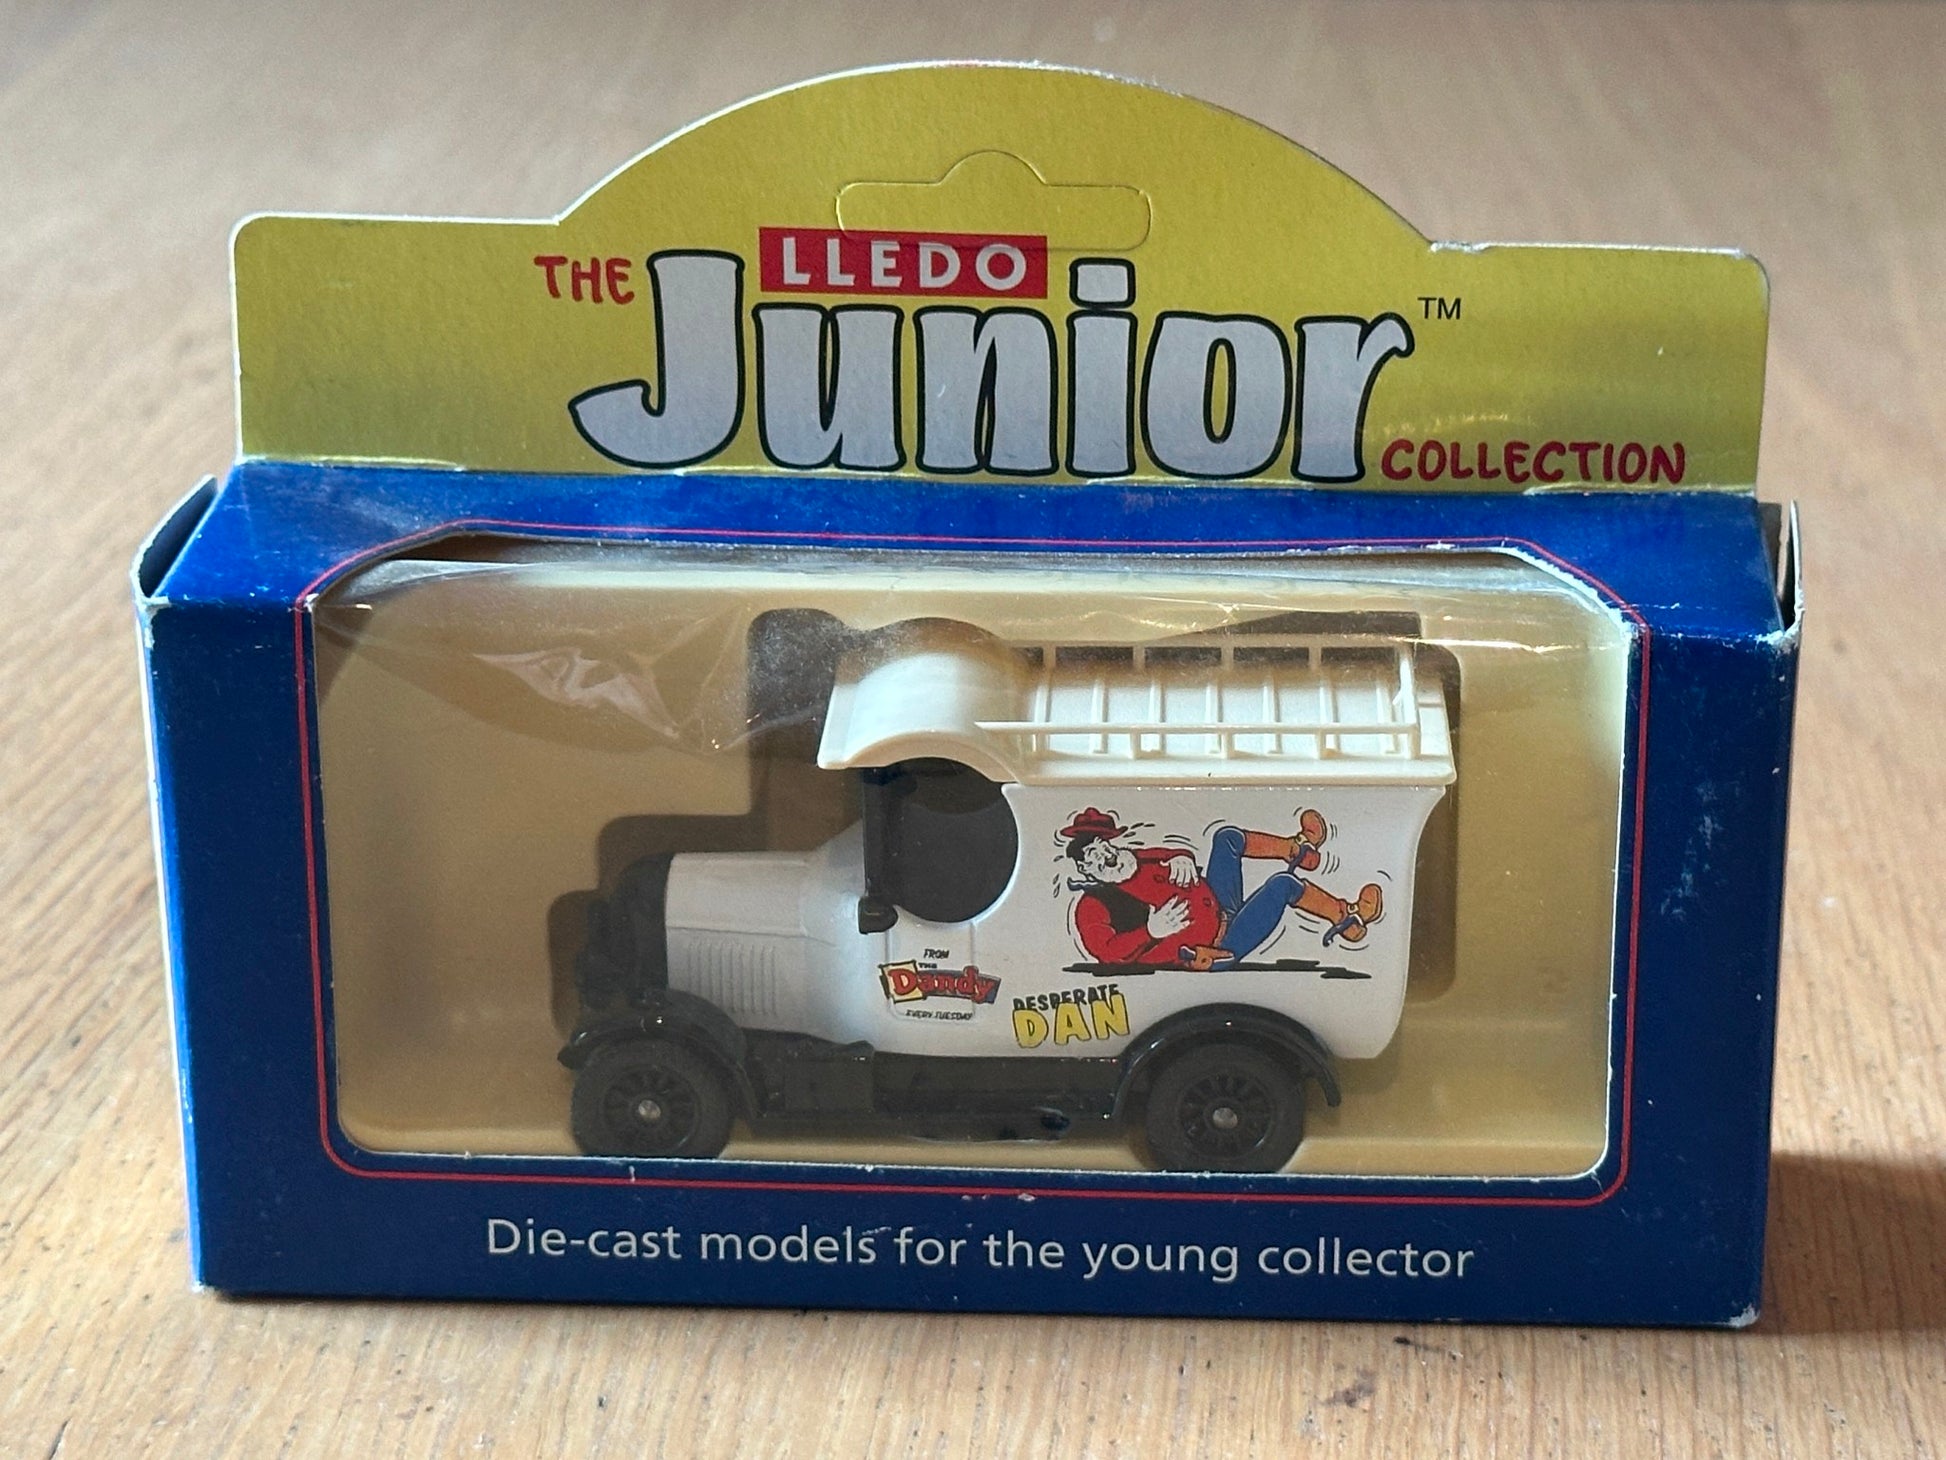 THE LLEDO
Junior™
COLLECTION
FROM
THE
Dandy
EVERY TUESDAY
DESPERATE
DAN
Die-cast models for the young collector